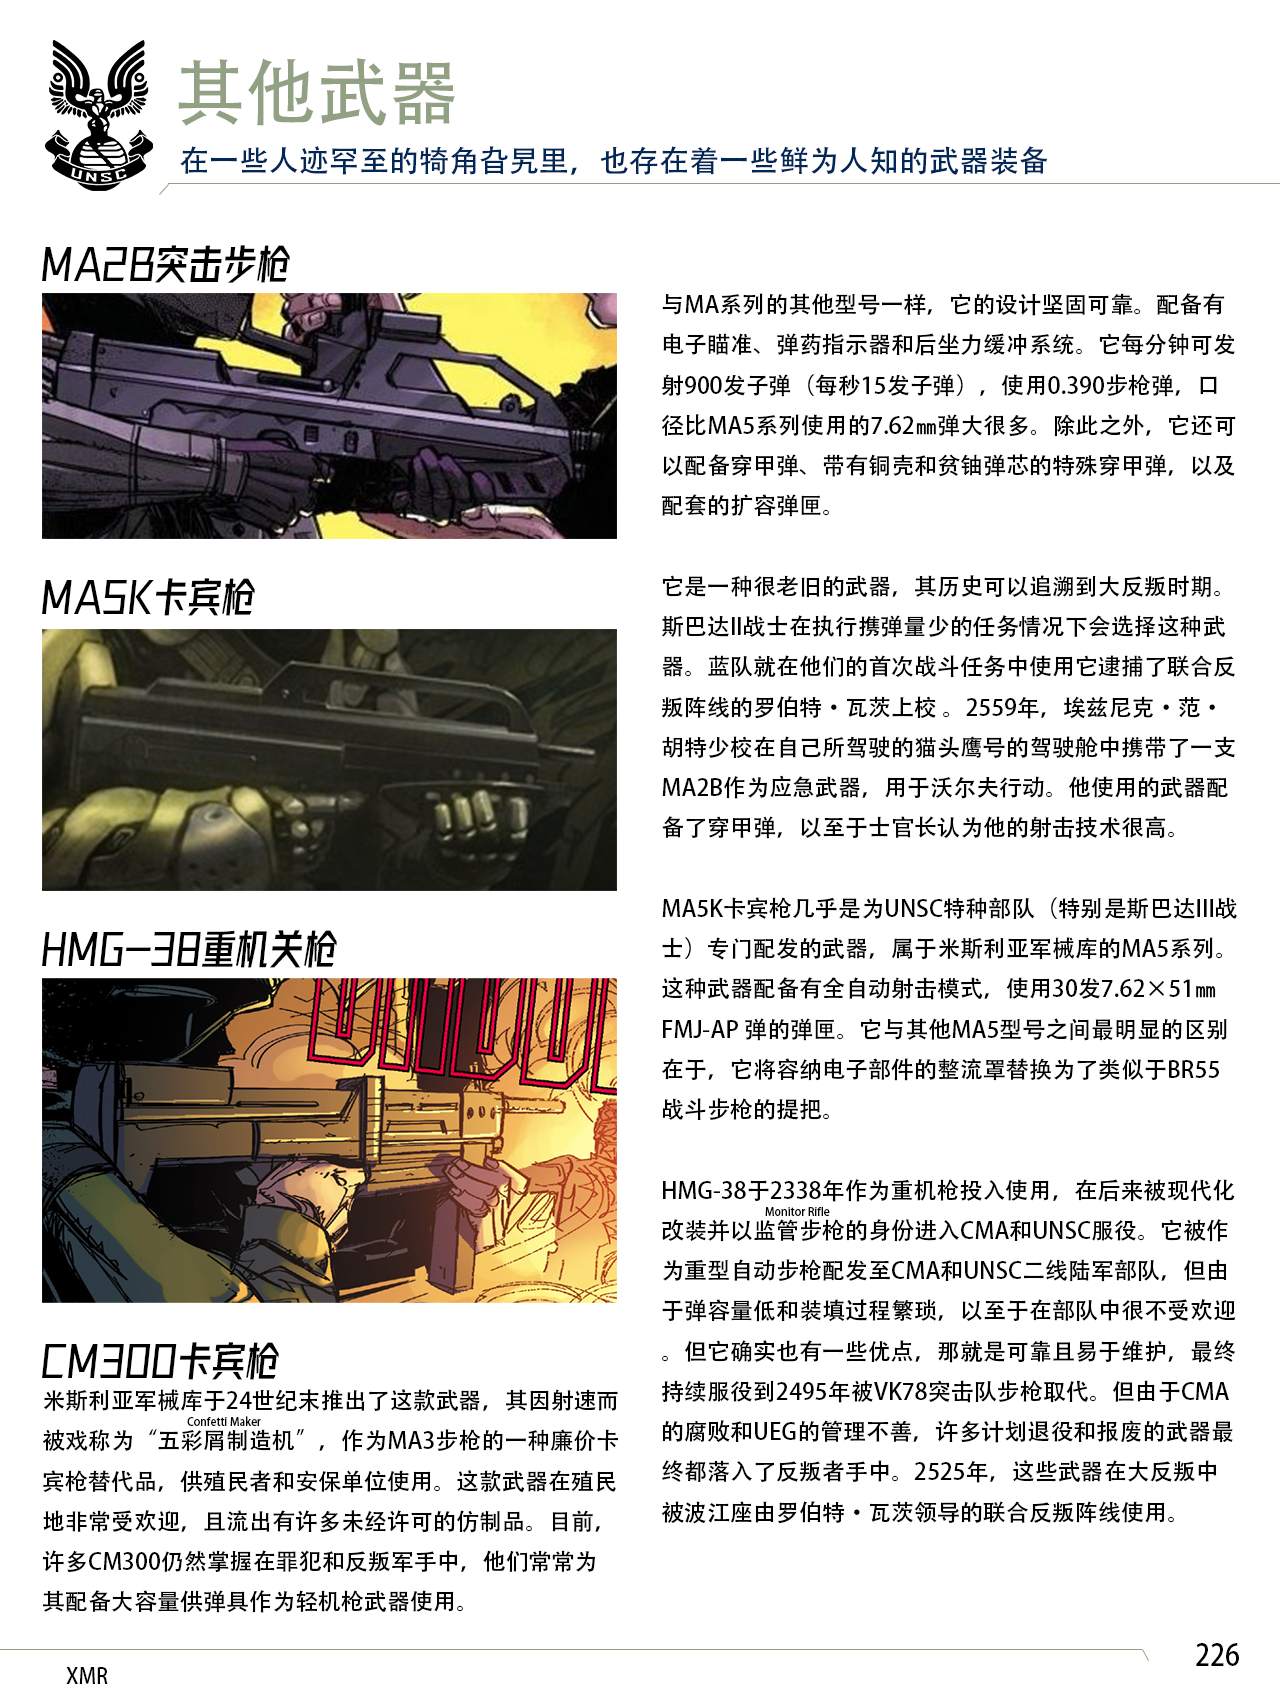 UNSC
其他武器
在一些人迹罕至的犄角旮旯里，也存在着一些鲜为人知的武器装备
MA2B突击步枪
MA5K卡宾枪
HMG-38重机关枪
CM300卡宾枪
米斯利亚军械库于24世纪末推出了这款武器，其因射速而
Confetti Maker
被戏称为“五彩屑制造机”，作为MA3步枪的一种廉价卡
宾枪替代品，供殖民者和安保单位使用。这款武器在殖民
地非常受欢迎，且流出有许多未经许可的仿制品。目前，
许多CM300仍然掌握在罪犯和反叛军手中，他们常常为
其配备大容量供弹具作为轻机枪武器使用。
与MA系列的其他型号一样，它的设计坚固可靠。配备有
电子瞄准、弹药指示器和后坐力缓冲系统。它每分钟可发
射900发子弹（每秒15发子弹），使用0.390步枪弹，口
径比MA5系列使用的7.62㎜弹大很多。除此之外，它还可
以配备穿甲弹、带有铜壳和贫铀弹芯的特殊穿甲弹，以及
配套的扩容弹匣。
它是一种很老旧的武器，其历史可以追溯到大反叛时期。
斯巴达II战士在执行携弹量少的任务情况下会选择这种武
器。蓝队就在他们的首次战斗任务中使用它逮捕了联合反
叛阵线的罗伯特·瓦茨上校 。2559年，埃兹尼克·范·
胡特少校在自己所驾驶的猫头鹰号的驾驶舱中携带了一支
MA2B作为应急武器，用于沃尔夫行动。他使用的武器配
备了穿甲弹，以至于士官长认为他的射击技术很高。
MA5K卡宾枪几乎是为UNSC特种部队（特别是斯巴达III战
士）专门配发的武器，属于米斯利亚军械库的MA5系列。
这种武器配备有全自动射击模式，使用30发7.62×51㎜
FMJ-AP 弹的弹匣。它与其他MA5型号之间最明显的区别
在于，它将容纳电子部件的整流罩替换为了类似于BR55
战斗步枪的提把。
HMG-38于2338年作为重机枪投入使用，在后来被现代化
Monitor Rifle
改装并以监管步枪的身份进入CMA和UNSC服役。它被作
为重型自动步枪配发至CMA和UNSC二线陆军部队，但由
于弹容量低和装填过程繁琐，以至于在部队中很不受欢迎
。但它确实也有一些优点，那就是可靠且易于维护，最终
持续服役到2495年被VK78突击队步枪取代。但由于CMA
的腐败和UEG的管理不善，许多计划退役和报废的武器最
终都落入了反叛者手中。2525年，这些武器在大反叛中
被波江座由罗伯特·瓦茨领导的联合反叛阵线使用。
226
XMR